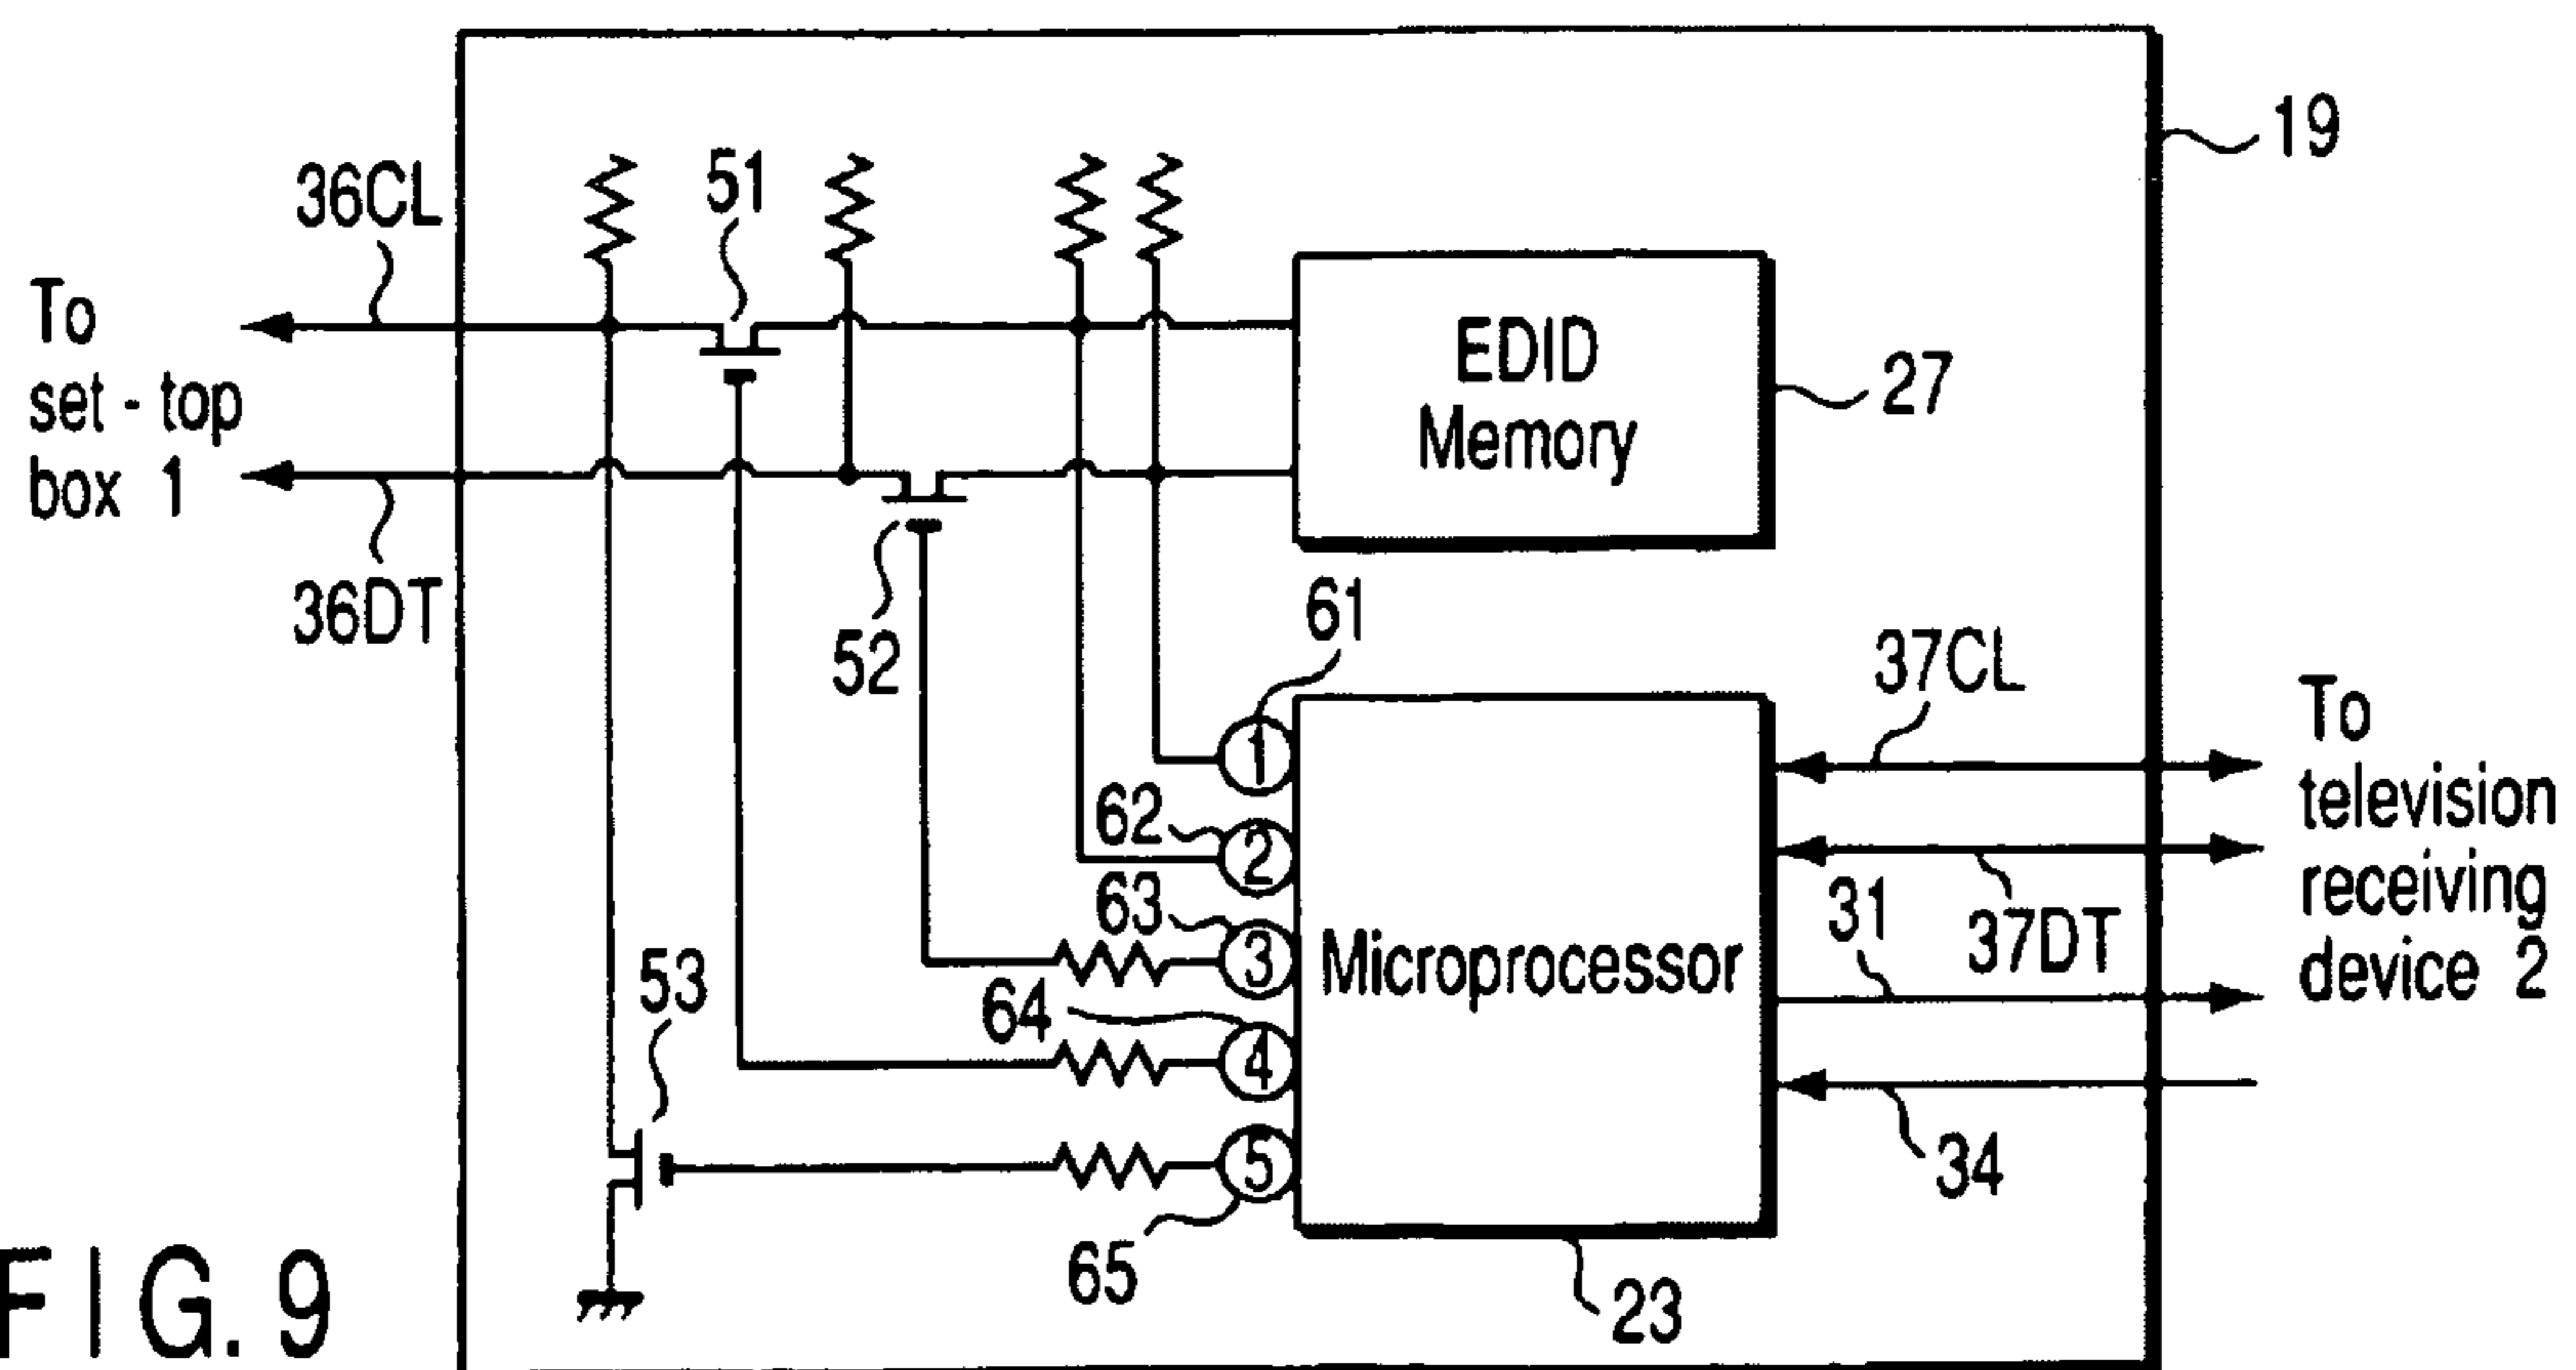 19
36CL
51
To
set - top
box 1
EDID
Memory
27
36DT
52
61
37CL
To
television
receiving
device 2
1
62
2
63
31
37DT
3
Microprocessor
53
64
4
34
5
65
23
FIG. 9